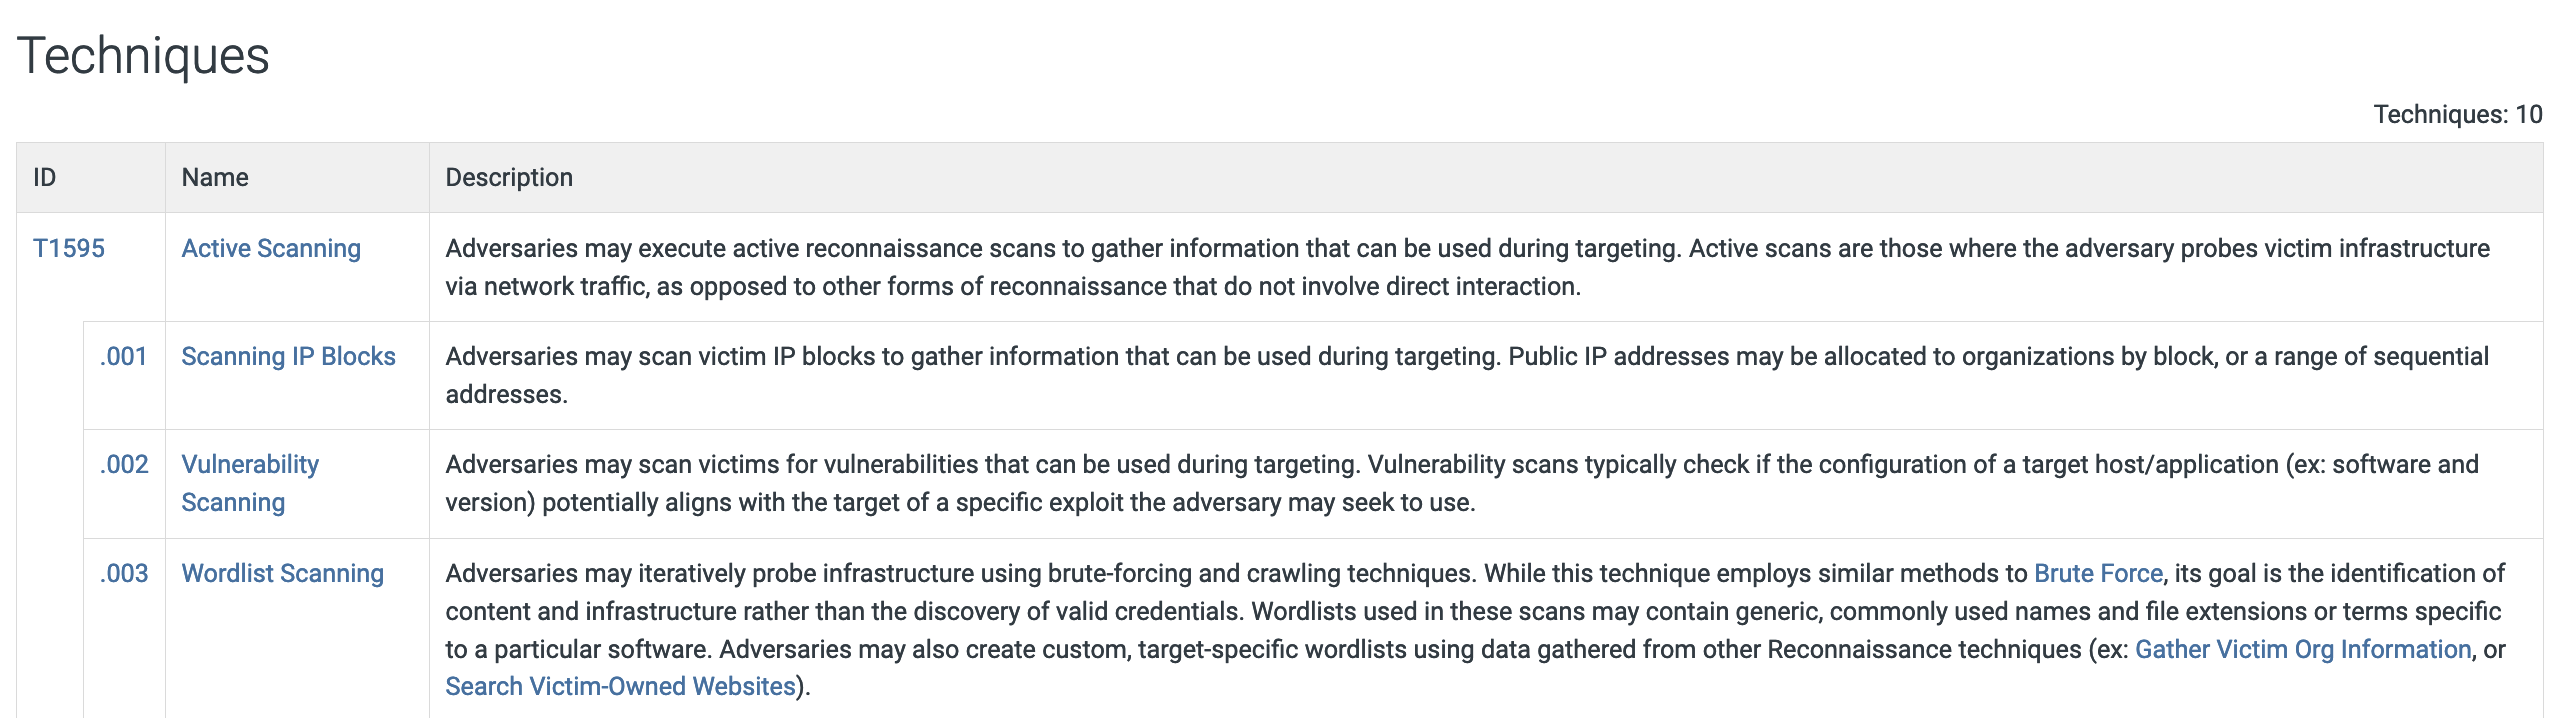 Techniques
Techniques: 10
ID Name Description
T1595 Active Scanning Adversaries may execute active reconnaissance scans to gather information that can be used during targeting. Active scans are those where the adversary probes victim infrastructure
via network traffic, as opposed to other forms of reconnaissance that do not involve direct interaction.
.001 Scanning IP Blocks Adversaries may scan victim IP blocks to gather information that can be used during targeting. Public IP addresses may be allocated to organizations by block, or a range of sequential
addresses.
.002 Vulnerability Adversaries may scan victims for vulnerabilities that can be used during targeting. Vulnerability scans typically check if the configuration of a target host/application (ex: software and
Scanning version) potentially aligns with the target of a specific exploit the adversary may seek to use.
.003 Wordlist Scanning Adversaries may iteratively probe infrastructure using brute-forcing and crawling techniques. While this technique employs similar methods to Brute Force, its goal is the identification of
content and infrastructure rather than the discovery of valid credentials. Wordlists used in these scans may contain generic, commonly used names and file extensions or terms specific
to a particular software. Adversaries may also create custom, target-specific wordlists using data gathered from other Reconnaissance techniques (ex: Gather Victim Org Information, or
Search Victim-Owned Websites).